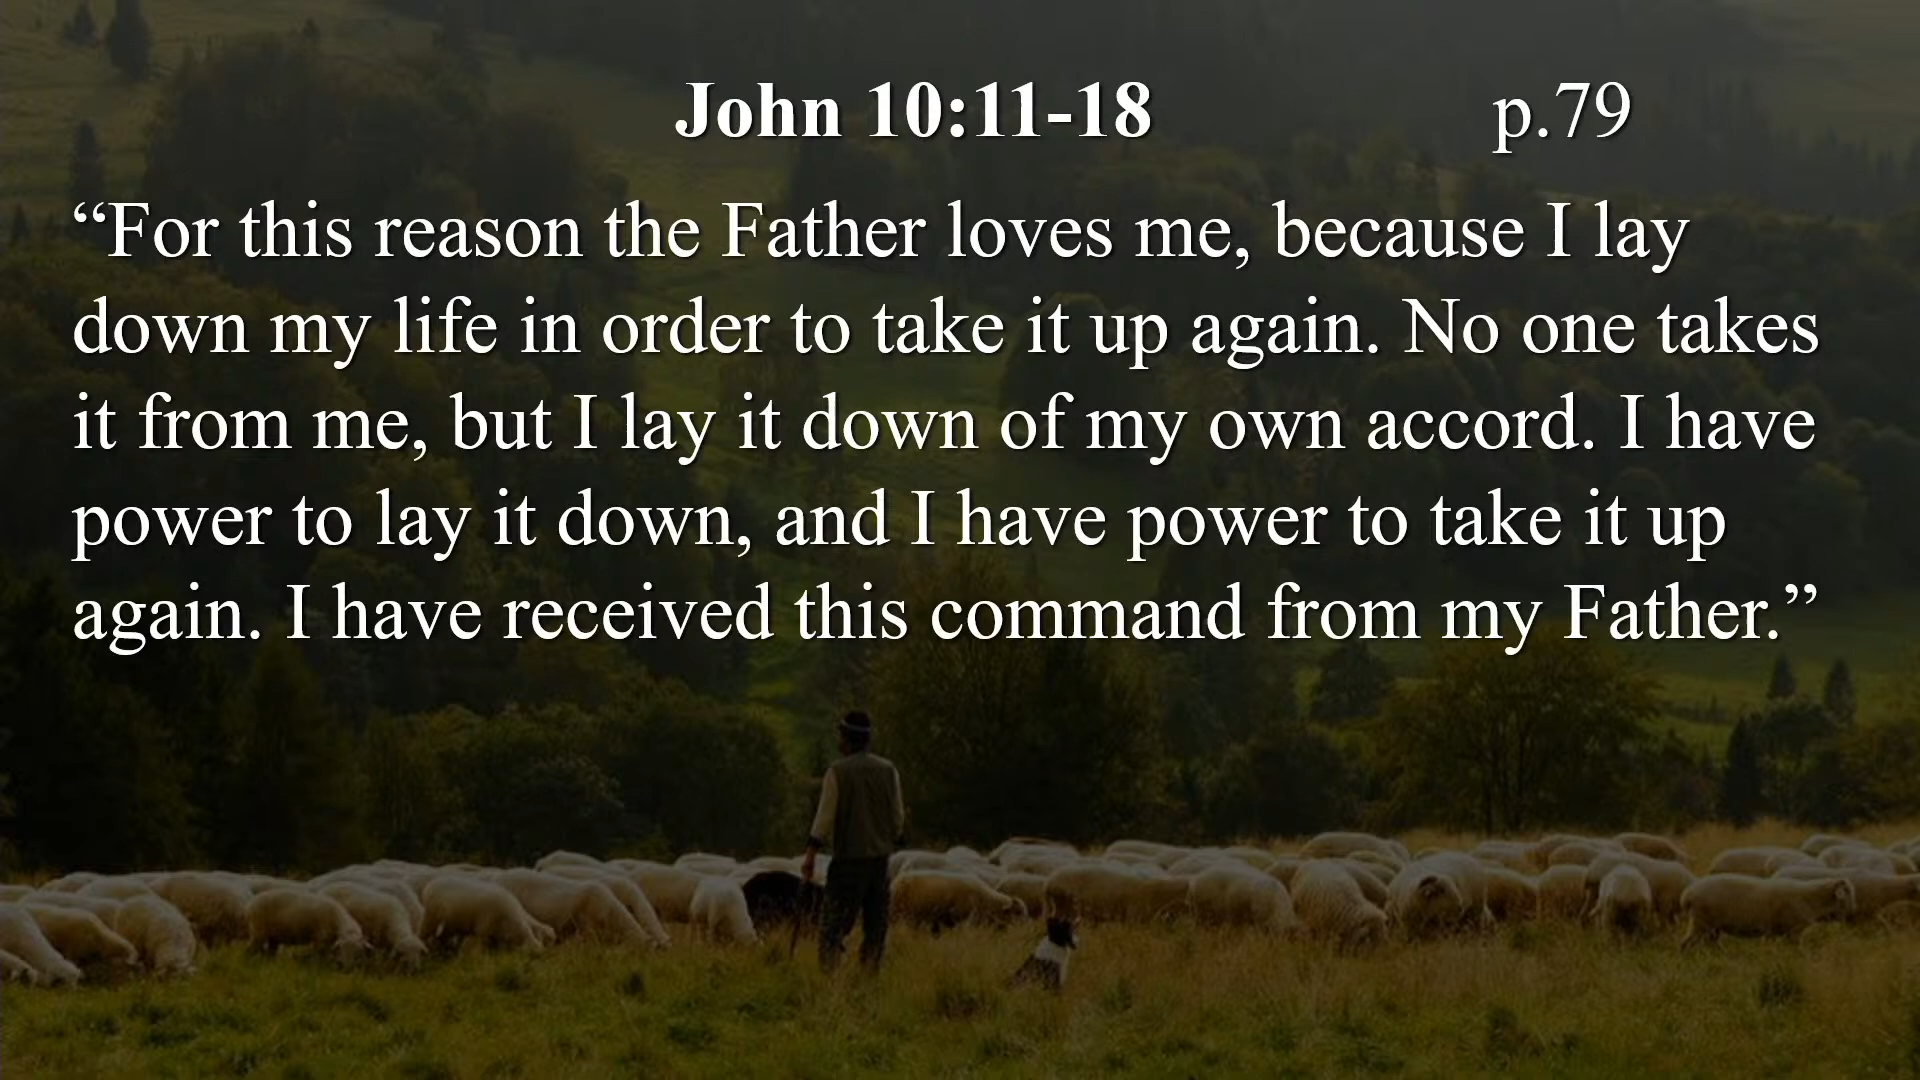 John 10:11-18 p.79
“For this reason the Father loves me, because I lay
down my life in order to take it up again. No one takes
it from me, but I lay it down of my own accord. I have
power to lay it down, and I have power to take it up
again. I have received this command from my Father.”